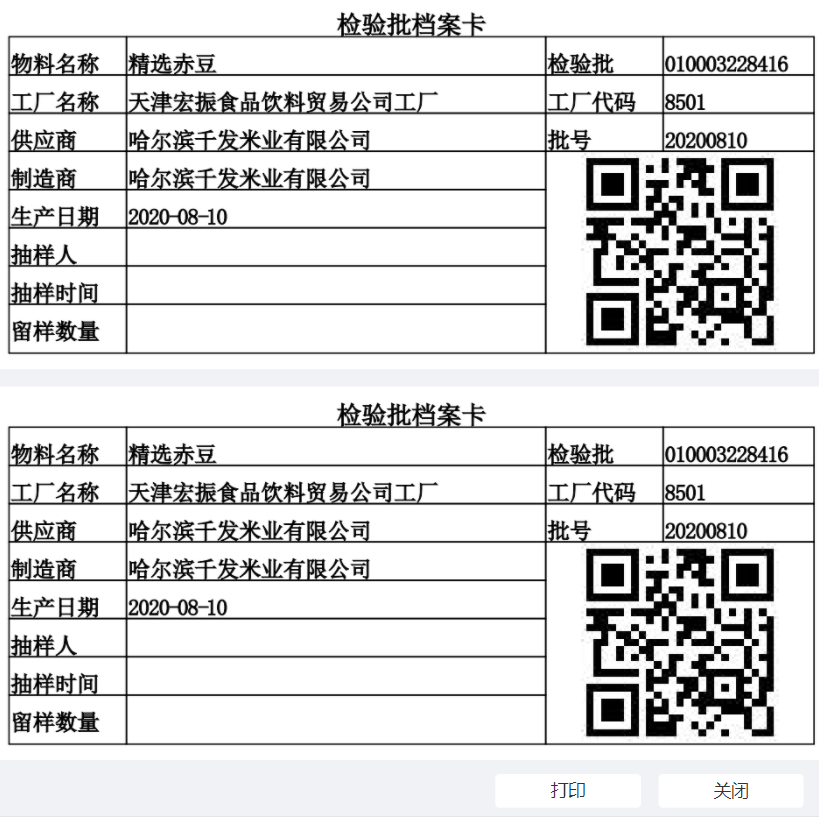 检验批档案卡
物料名称 精选赤豆 检验批 010003228416
工厂名称 天津宏振食品饮料贸易公司工厂 工厂代码 8501
供应商 哈尔滨千发米业有限公司 批号 20200810
制造商 哈尔滨千发米业有限公司
生产日期 2020-08-10
抽样人
抽样时间
留样数量
检验批档案卡
物料名称 精选赤豆 检验批 010003228416
工厂名称 天津宏振食品饮料贸易公司工厂 工厂代码 8501
供应商 哈尔滨千发米业有限公司 批号 20200810
制造商 哈尔滨千发米业有限公司
生产日期 2020-08-10
抽样人
抽样时间
留样数量
打印 关闭